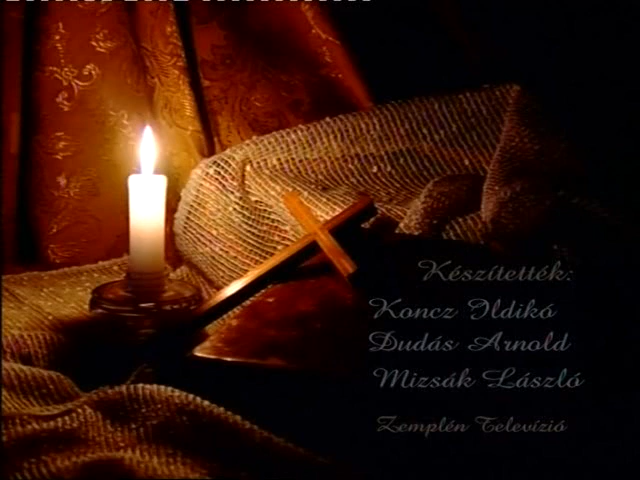 Készítették:
Koncz Ildikó
Dudás Arnold
Mizsák László
Zemplén Televízió